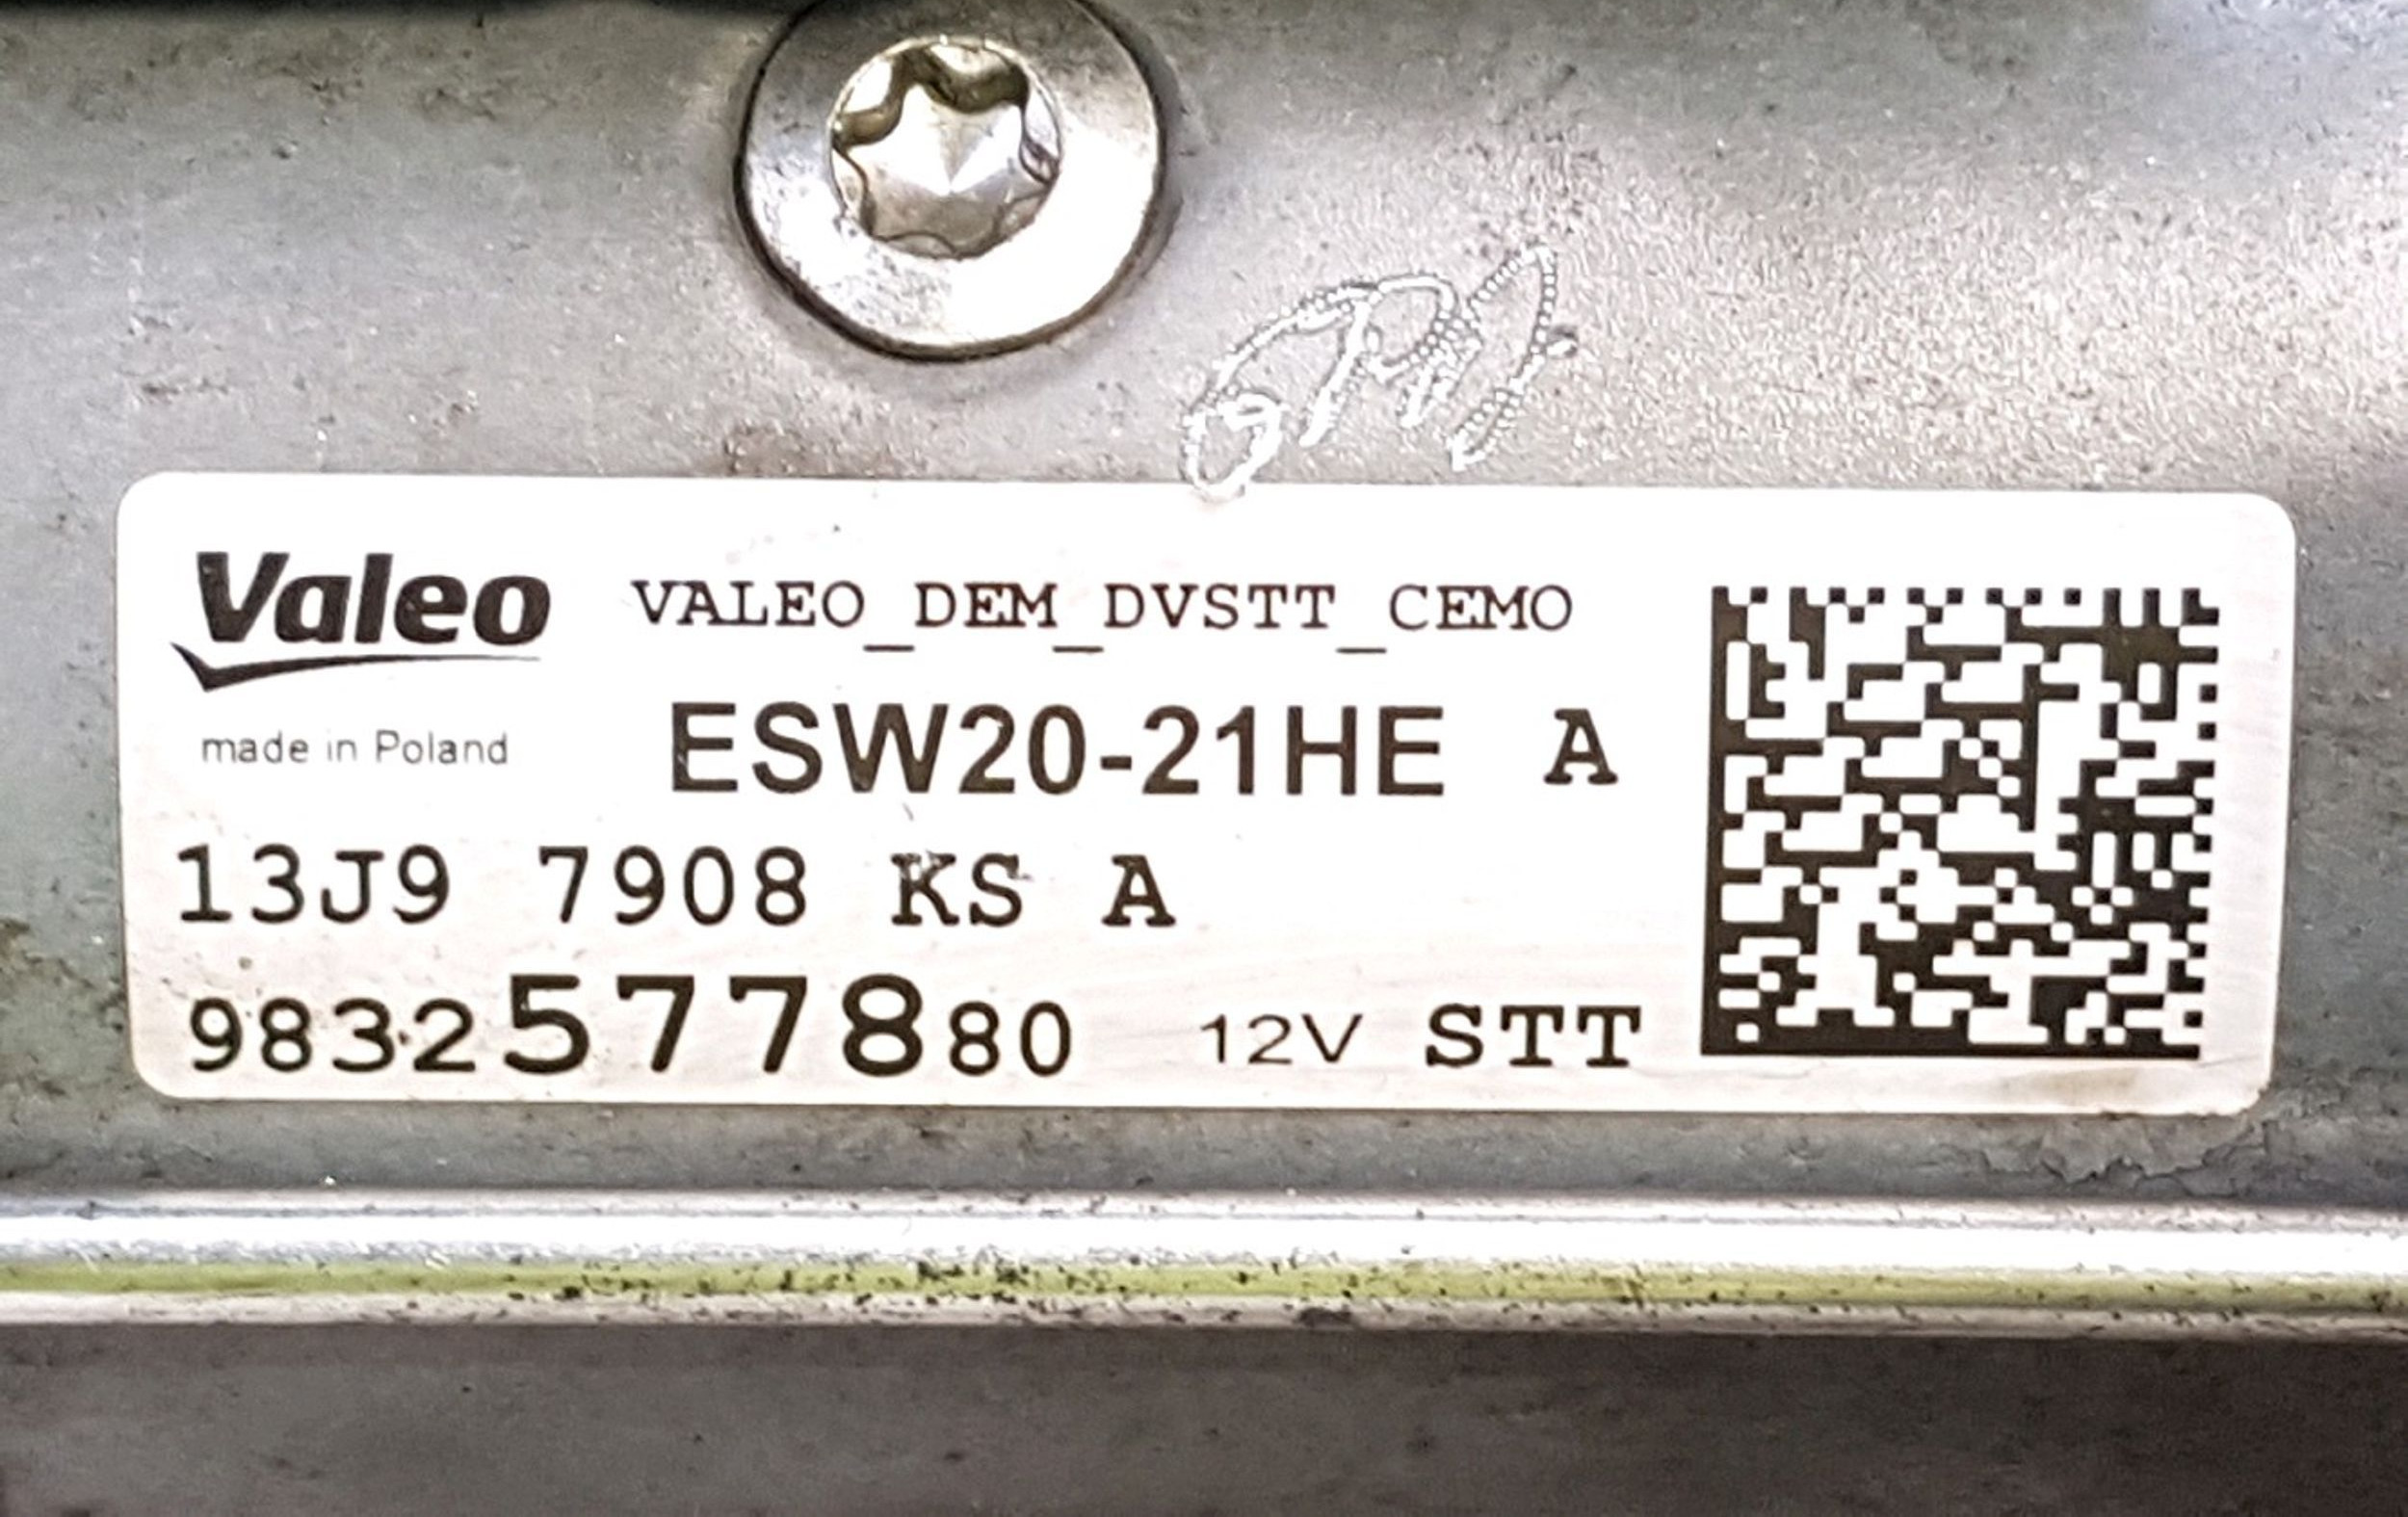 Valeo VALEO_DEM_DVSTT_CEMO
made in Poland ESW20-21HE A
13J9 7908 KS A
9832577880 12V STT